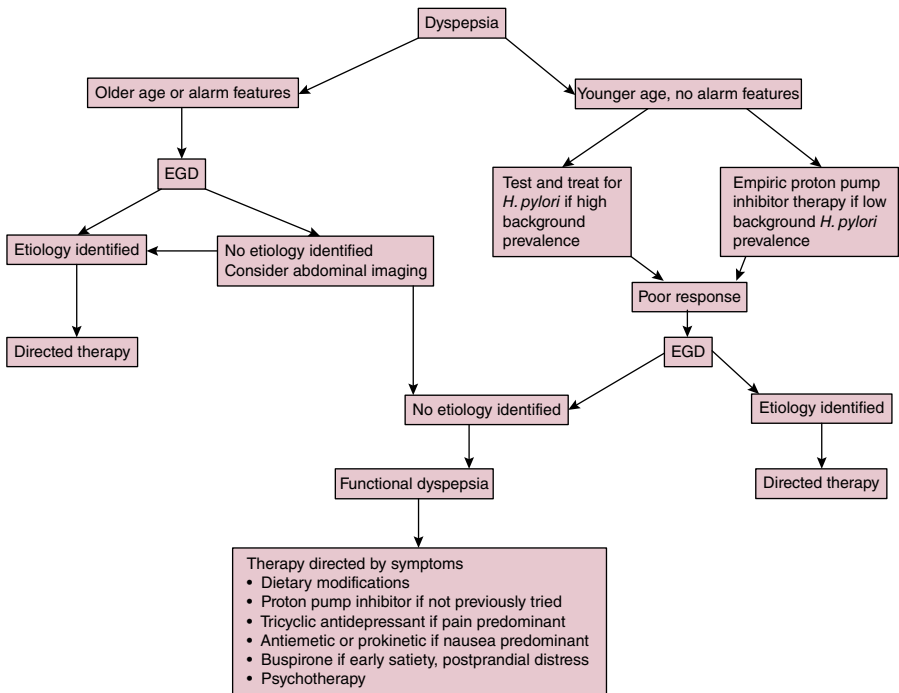 Dyspepsia
Older age or alarm features
Younger age, no alarm features
EGD
Test and treat for
H. pylori if high
background
prevalence
Empiric proton pump
inhibitor therapy if low
background H. pylori
prevalence
Etiology identified
No etiology identified
Consider abdominal imaging
Poor response
Directed therapy
EGD
No etiology identified
Etiology identified
Functional dyspepsia
Directed therapy
Therapy directed by symptoms
• Dietary modifications
• Proton pump inhibitor if not previously tried
• Tricyclic antidepressant if pain predominant
• Antiemetic or prokinetic if nausea predominant
• Buspirone if early satiety, postprandial distress
• Psychotherapy